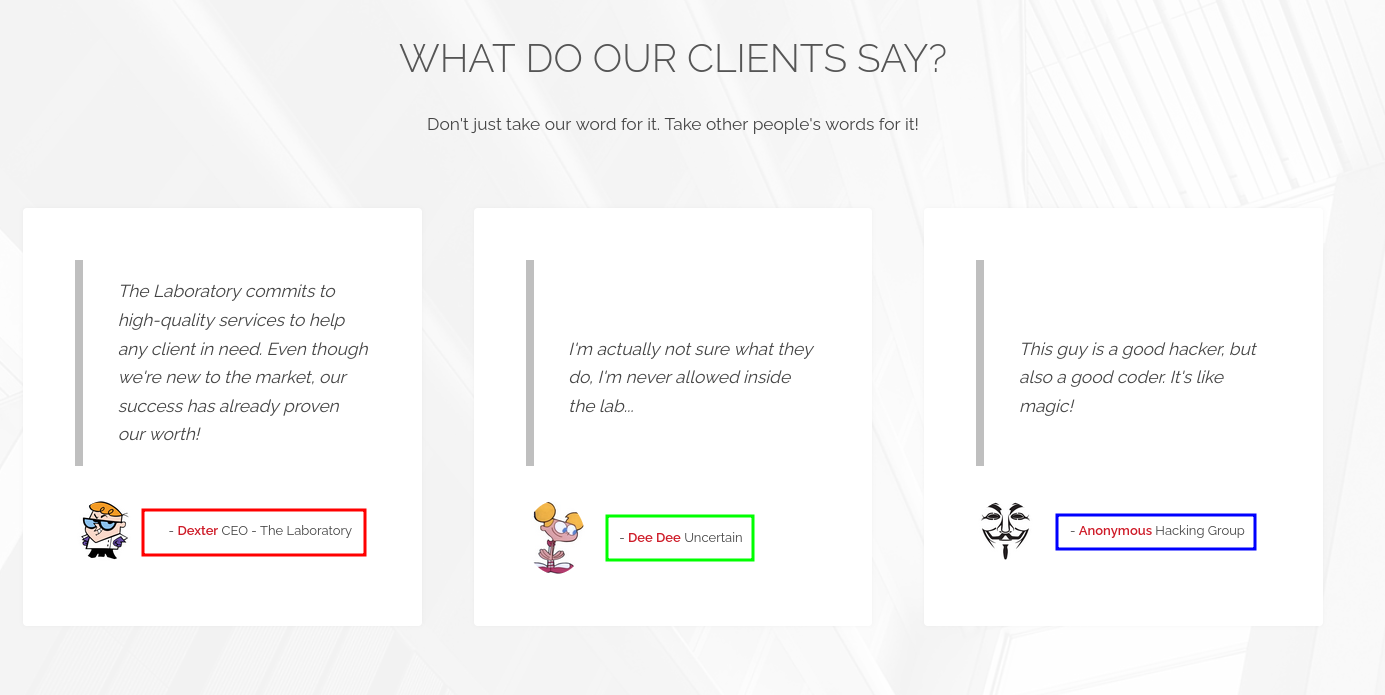 WHAT DO OUR CLIENTS SAY?
Don't just take our word for it. Take other people's words for it!
The Laboratory commits to
high-quality services to help
any client in need. Even though
we're new to the market, our
success has already proven
our worth!
- Dexter CEO - The Laboratory
I'm actually not sure what they
do, I'm never allowed inside
the lab...
- Dee Dee Uncertain
This guy is a good hacker, but
also a good coder. It's like
magic!
- Anonymous Hacking Group